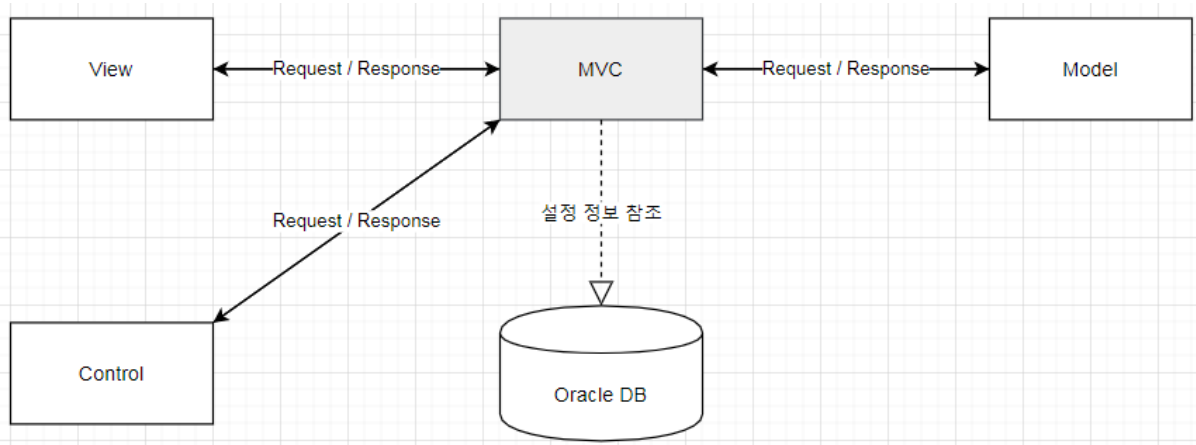 View
Request / Response
MVC
Request / Response
Model
Request / Response
설정 정보 참조
Control
Oracle DB